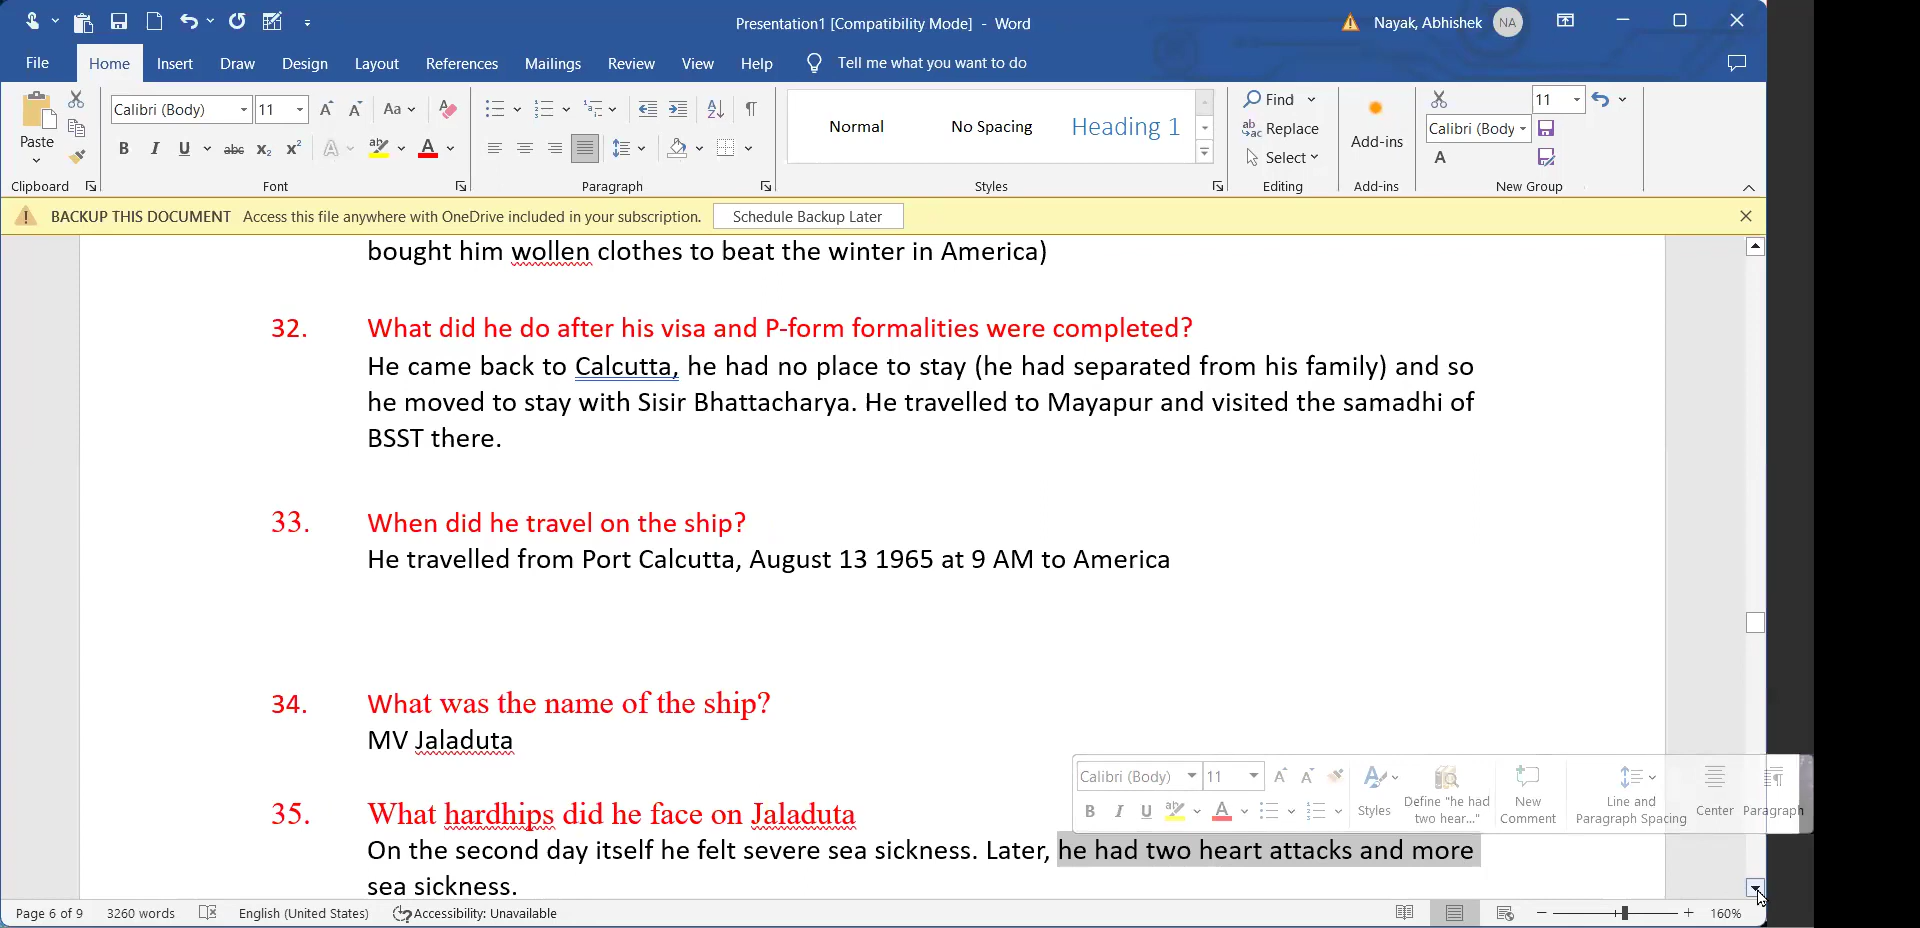 Presentation1 [Compatibility Mode] - Word
Nayak, Abhishek NA
File Home Insert Draw Design Layout References Mailings Review View Help Tell me what you want to do
Paste
Calibri (Body) 11
Aa
B I U abc x₂ x² A ab A
Normal No Spacing Heading 1
Find
Replace
Select
Add-ins
11
Calibri (Body
A
Clipboard Font Paragraph Styles Editing Add-ins New Group
BACKUP THIS DOCUMENT Access this file anywhere with OneDrive included in your subscription. Schedule Backup Later
bought him wollen clothes to beat the winter in America)
32. What did he do after his visa and P-form formalities were completed?
He came back to Calcutta, he had no place to stay (he had separated from his family) and so
he moved to stay with Sisir Bhattacharya. He travelled to Mayapur and visited the samadhi of
BSST there.
33. When did he travel on the ship?
He travelled from Port Calcutta, August 13 1965 at 9 AM to America
34. What was the name of the ship?
MV Jaladuta
Calibri (Body) 11
B I U ab A
Styles
Define "he had
two hear..."
New
Comment
Line and
Paragraph Spacing
Center
Paragraph
35. What hardhips did he face on Jaladuta
On the second day itself he felt severe sea sickness. Later, he had two heart attacks and more
sea sickness.
Page 6 of 9 3260 words English (United States) Accessibility: Unavailable 160%